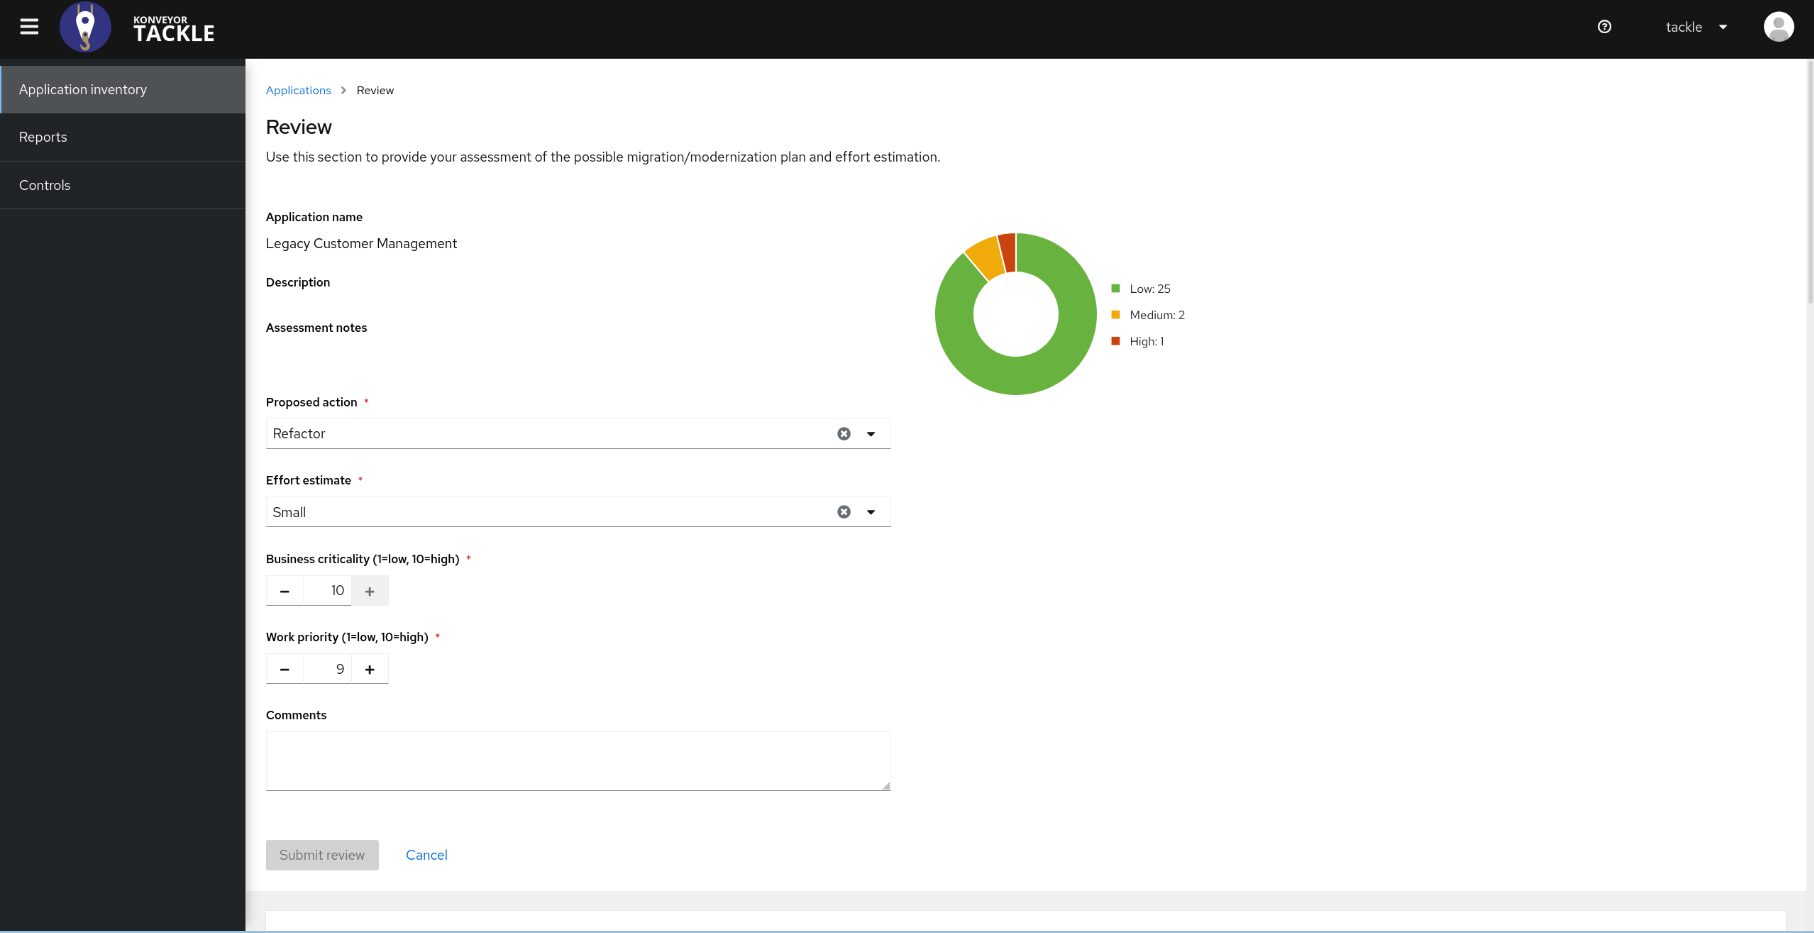 KONVEYOR
TACKLE
tackle
Application inventory
Reports
Controls
Applications > Review
Review
Use this section to provide your assessment of the possible migration/modernization plan and effort estimation.
Application name
Legacy Customer Management
Description
Assessment notes
Low: 25
Medium: 2
High: 1
Proposed action *
Refactor
Effort estimate *
Small
Business criticality (1=low, 10=high) *
− 10 +
Work priority (1=low, 10=high) *
− 9 +
Comments
Submit review
Cancel